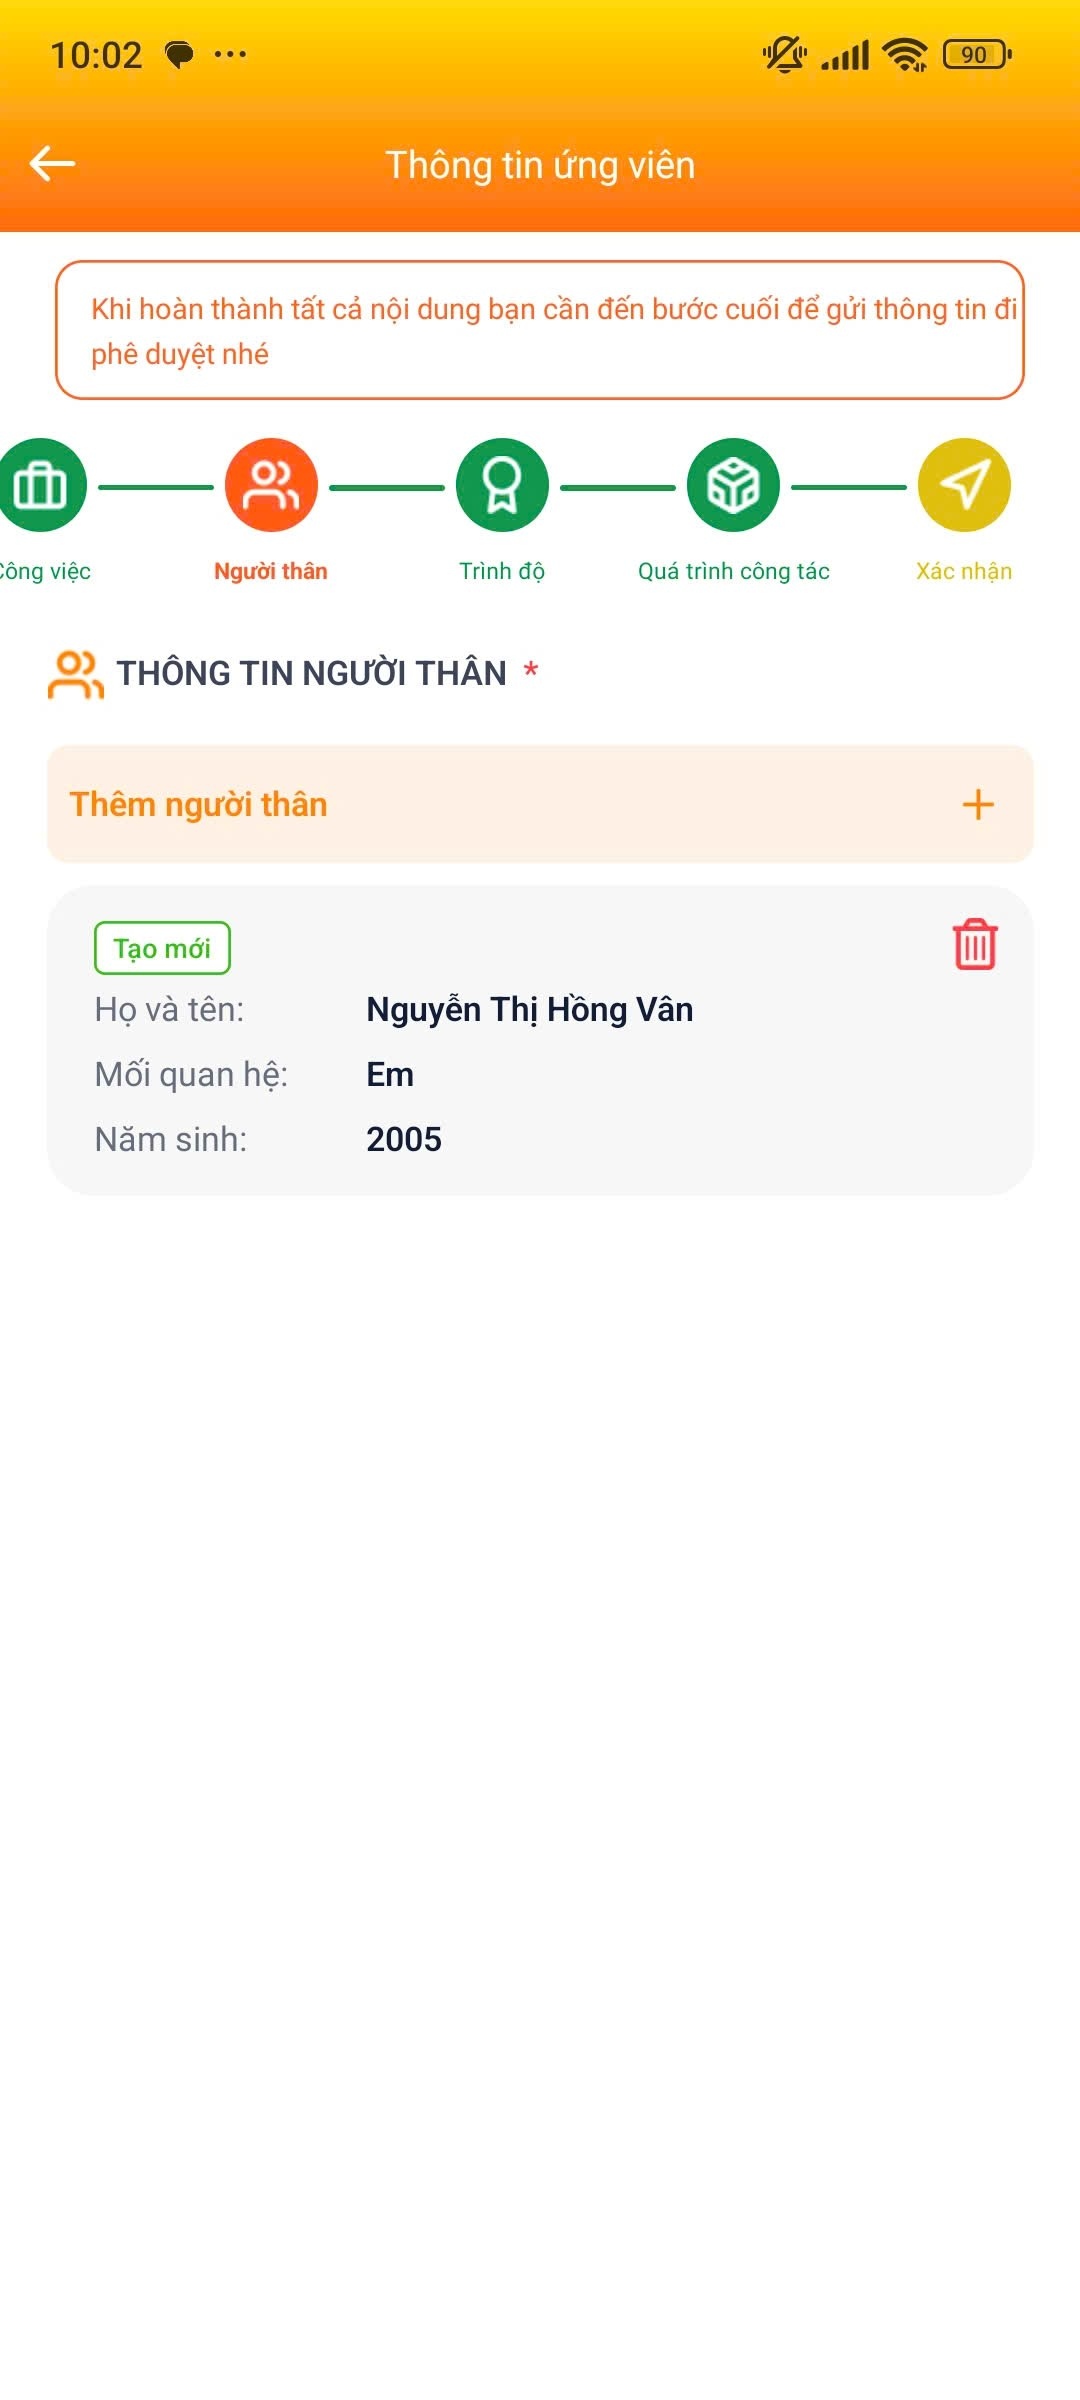 10:02 ... 90
Thông tin ứng viên
Khi hoàn thành tất cả nội dung bạn cần đến bước cuối để gửi thông tin đi
phê duyệt nhé
Công việc Người thân Trình độ Quá trình công tác Xác nhận
THÔNG TIN NGƯỜI THÂN *
Thêm người thân +
Tạo mới
Họ và tên: Nguyễn Thị Hồng Vân
Mối quan hệ: Em
Năm sinh: 2005